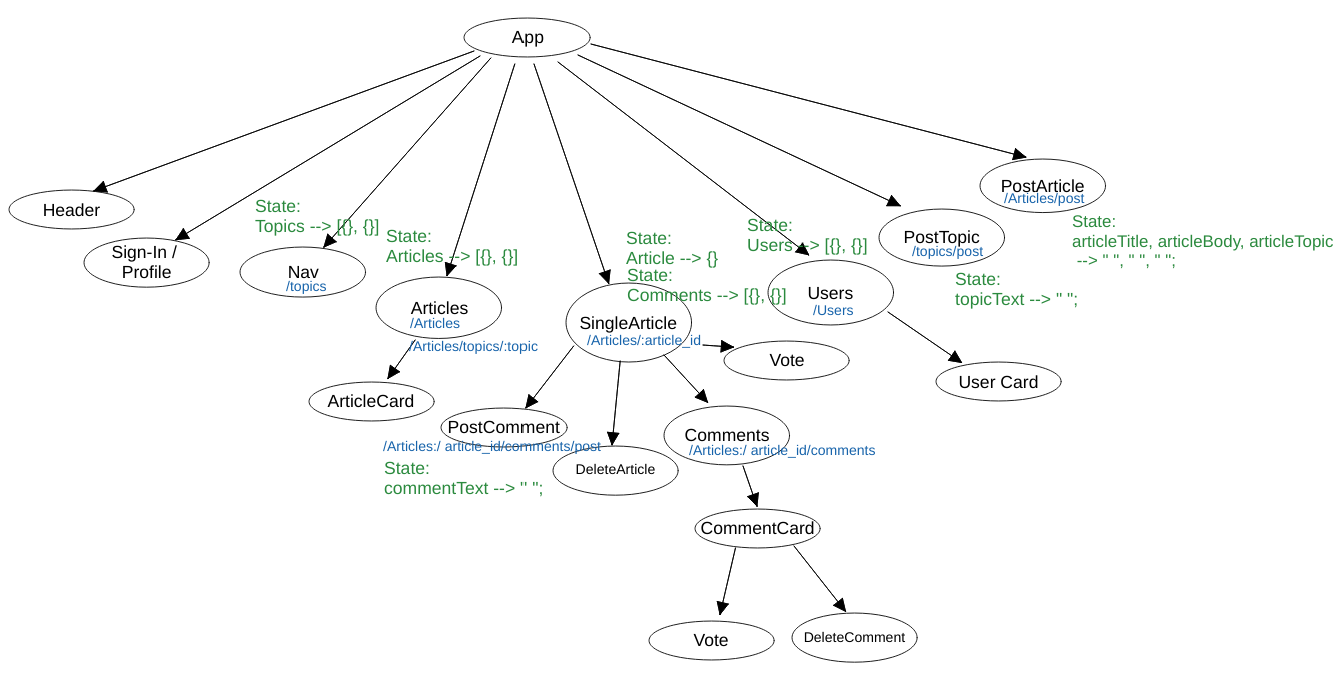 App
PostArticle
/Articles/post
Header
State:
Topics --> [{}, {}]
State:
articleTitle, articleBody, articleTopic
--> " ", " ", " ";
State:
Users --> [{}, {}]
PostTopic
/topics/post
State:
Articles --> [{}, {}]
State:
Article --> {}
State:
Comments --> [{}, {}]
Sign-In /
Profile
Nav
/topics
State:
topicText --> " ";
Users
/Users
Articles
/Articles
/Articles/topics/:topic
SingleArticle
/Articles/:article_id
Vote
User Card
ArticleCard
PostComment
/Articles:/ article_id/comments/post
State:
commentText --> " ";
DeleteArticle
Comments
/Articles:/ article_id/comments
CommentCard
Vote
DeleteComment